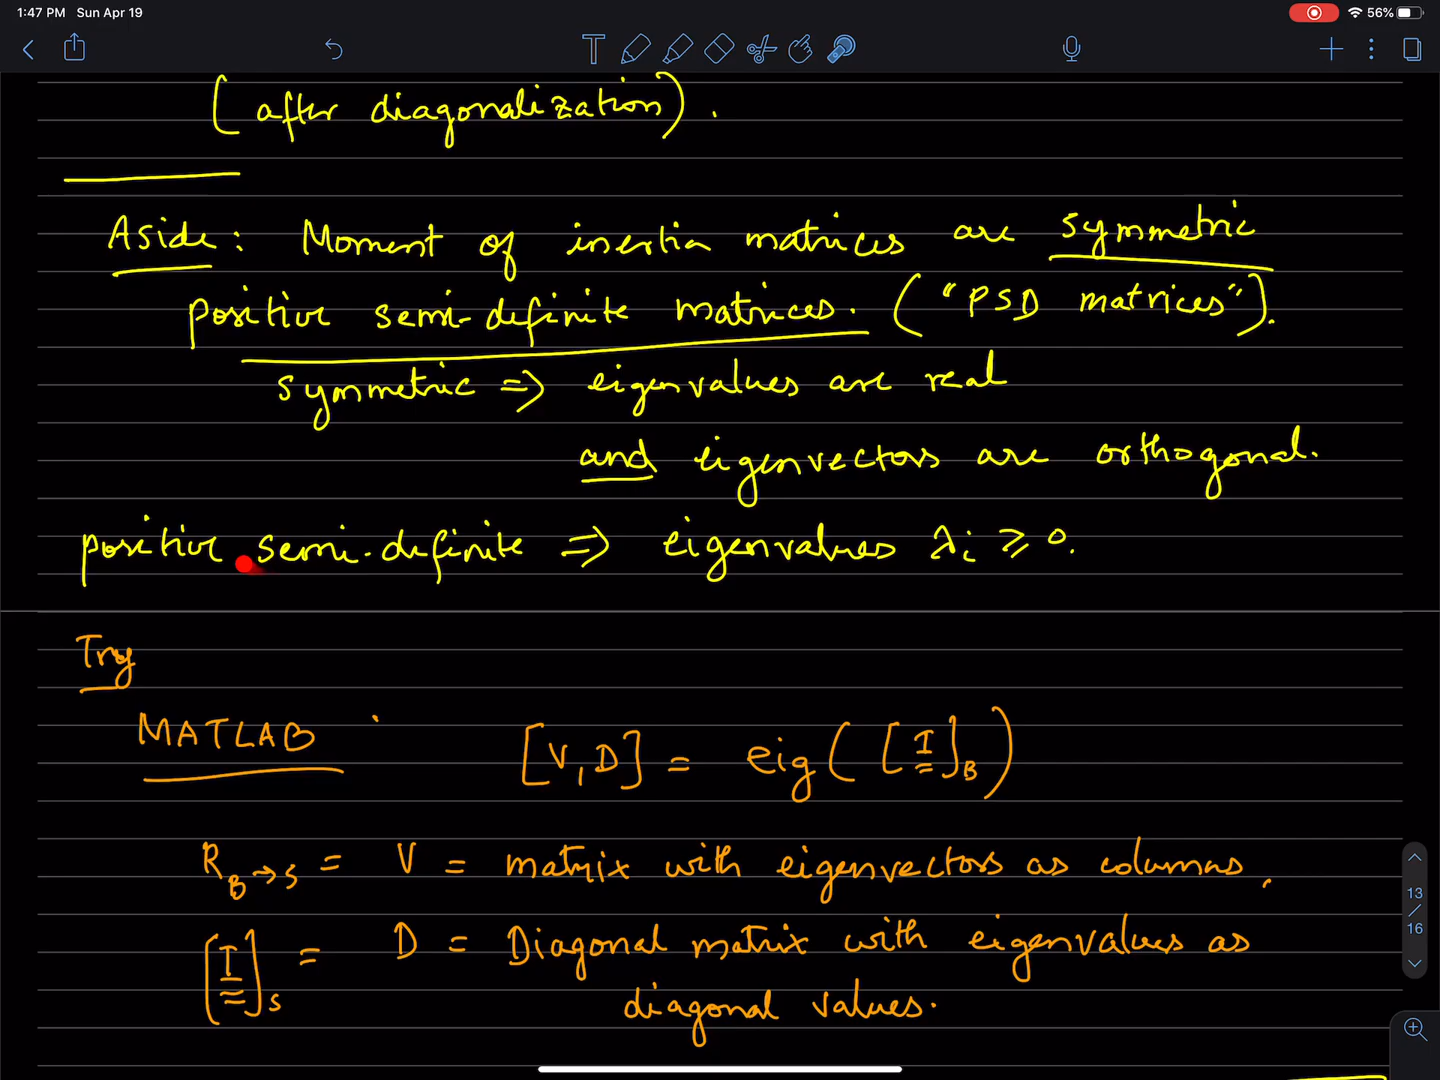 1:47 PM Sun Apr 19
56%
(after diagonalization).
Aside: Moment of inertia matrices are symmetric
positive semi-definite matrices. ("PSD matrices").
symmetric => eigenvalues are real
and eigenvectors are orthogonal.
positive semi-definite => eigenvalues λi ≥ 0.
Try
MATLAB [V, D] = eig([I]B)
RB→S = V = matrix with eigenvectors as columns.
[I]S = D = Diagonal matrix with eigenvalues as
diagonal values.
13
/
16